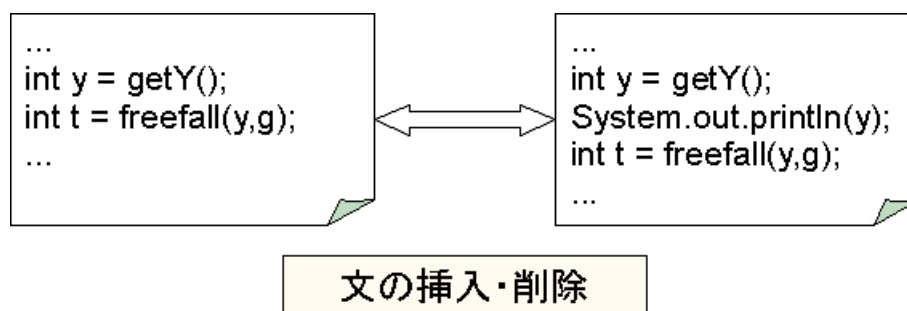 ...
int y = getY();
int t = freefall(y,g);
...
...
int y = getY();
System.out.println(y);
int t = freefall(y,g);
...
文の挿入・削除